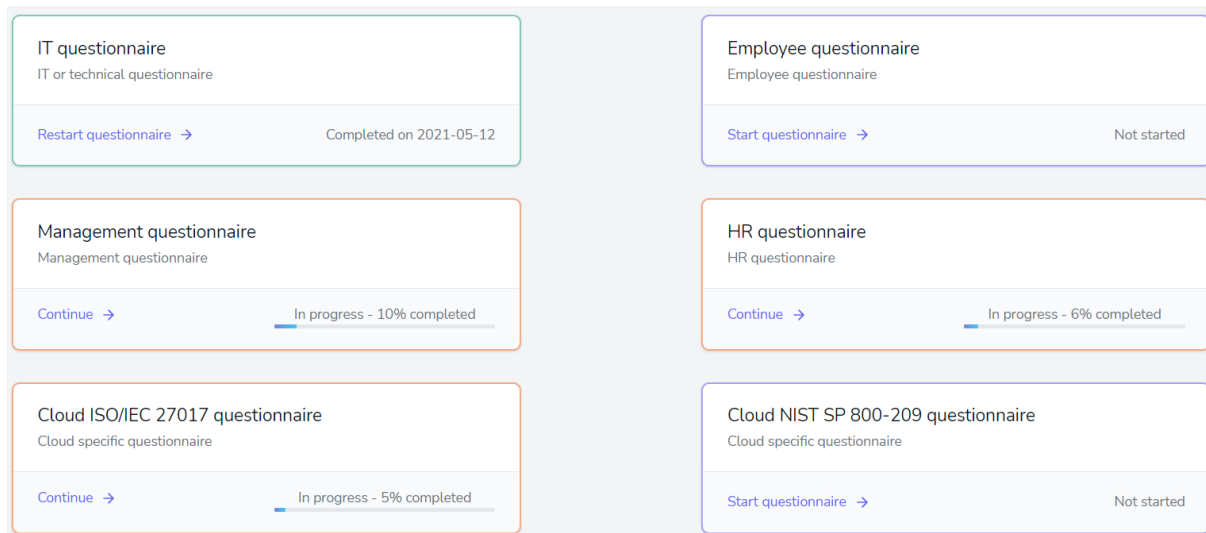 IT questionnaire
IT or technical questionnaire
Restart questionnaire → Completed on 2021-05-12
Employee questionnaire
Employee questionnaire
Start questionnaire → Not started
Management questionnaire
Management questionnaire
Continue → In progress - 10% completed
HR questionnaire
HR questionnaire
Continue → In progress - 6% completed
Cloud ISO/IEC 27017 questionnaire
Cloud specific questionnaire
Continue → In progress - 5% completed
Cloud NIST SP 800-209 questionnaire
Cloud specific questionnaire
Start questionnaire → Not started